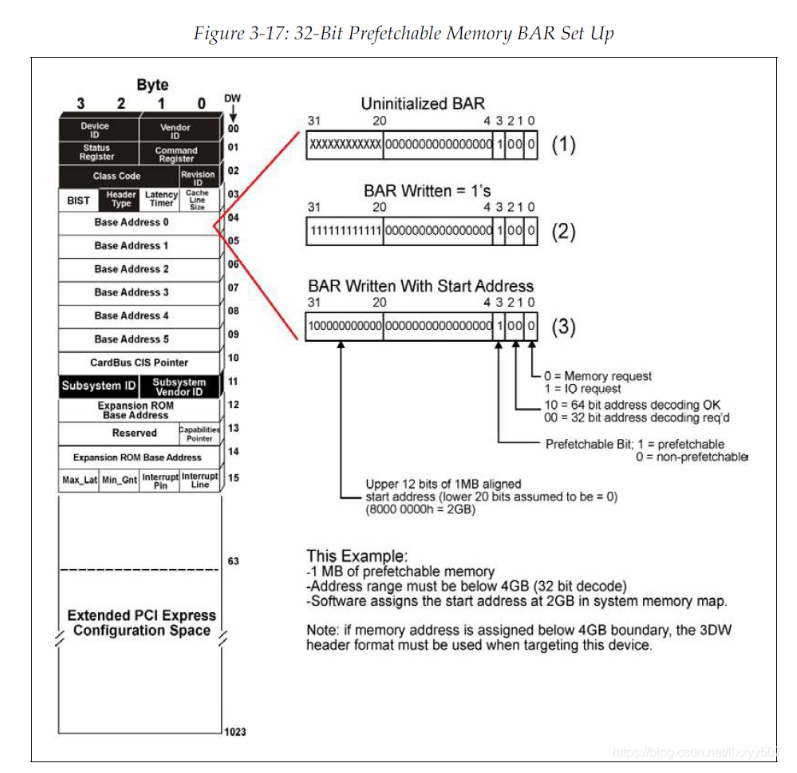 Figure 3-17: 32-Bit Prefetchable Memory BAR Set Up
Byte
3 2 1 0 DW
Device ID Vendor ID 00
Status Register Command Register 01
Class Code Revision ID 02
BIST Header Type Latency Timer Cache Line Size 03
Base Address 0 04
Base Address 1 05
Base Address 2 06
Base Address 3 07
Base Address 4 08
Base Address 5 09
CardBus CIS Pointer 10
Subsystem ID Subsystem Vendor ID 11
Expansion ROM Base Address 12
Reserved Capabilities Pointer 13
Expansion ROM Base Address 14
Max_Lat Min_Gnt Interrupt Pin Interrupt Line 15
63
Extended PCI Express
Configuration Space
1023
Uninitialized BAR
31 20 4 3 2 1 0
XXXXXXXXXXXX 0000000000000000 1 00 0 (1)
BAR Written = 1's
31 20 4 3 2 1 0
111111111111 0000000000000000 1 00 0 (2)
BAR Written With Start Address
31 20 4 3 2 1 0
100000000000 0000000000000000 1 00 0 (3)
0 = Memory request
1 = IO request
10 = 64 bit address decoding OK
00 = 32 bit address decoding req'd
Prefetchable Bit; 1 = prefetchable
0 = non-prefetchable
Upper 12 bits of 1MB aligned
start address (lower 20 bits assumed to be = 0)
(8000 0000h = 2GB)
This Example:
-1 MB of prefetchable memory
-Address range must be below 4GB (32 bit decode)
-Software assigns the start address at 2GB in system memory map.
Note: if memory address is assigned below 4GB boundary, the 3DW
header format must be used when targeting this device.